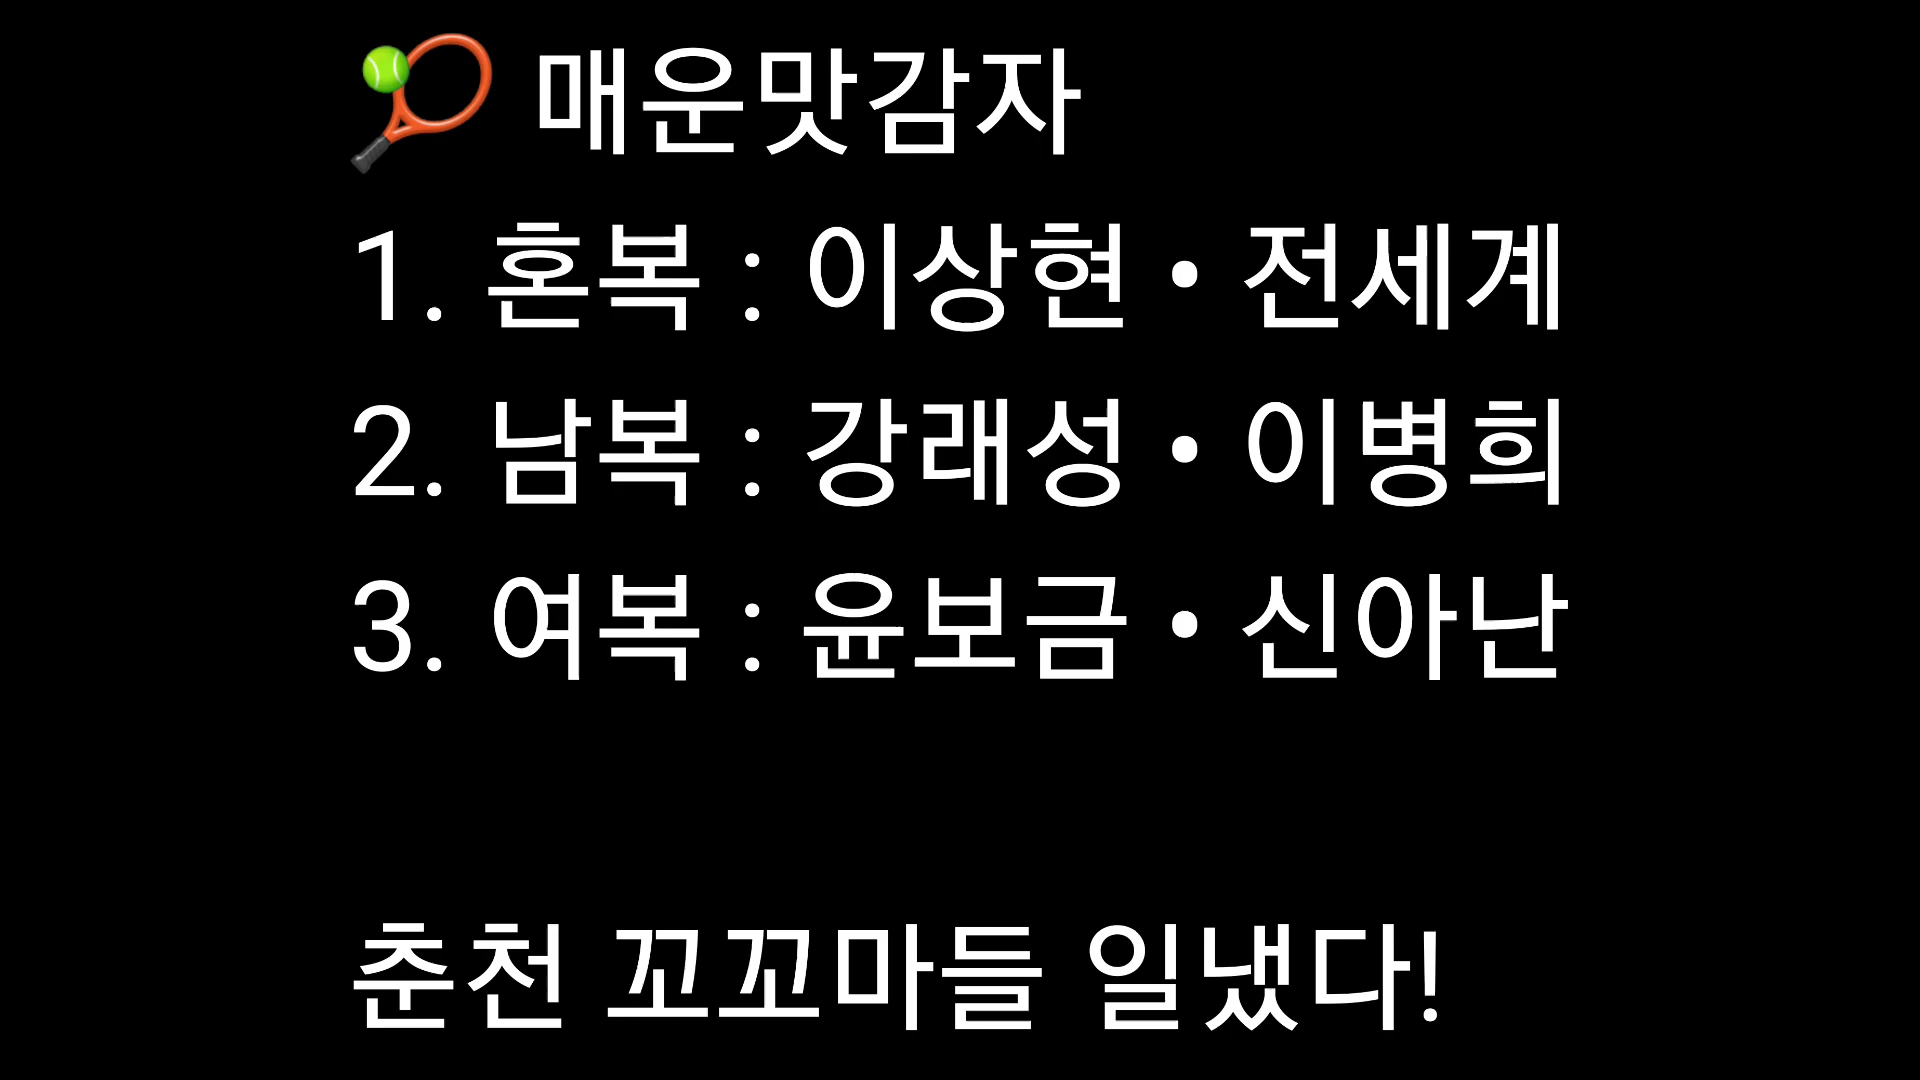 🎾 매운맛감자
1. 혼복 : 이상현 • 전세계
2. 남복 : 강래성 • 이병희
3. 여복 : 윤보금 • 신아난
춘천 꼬꼬마들 일냈다!